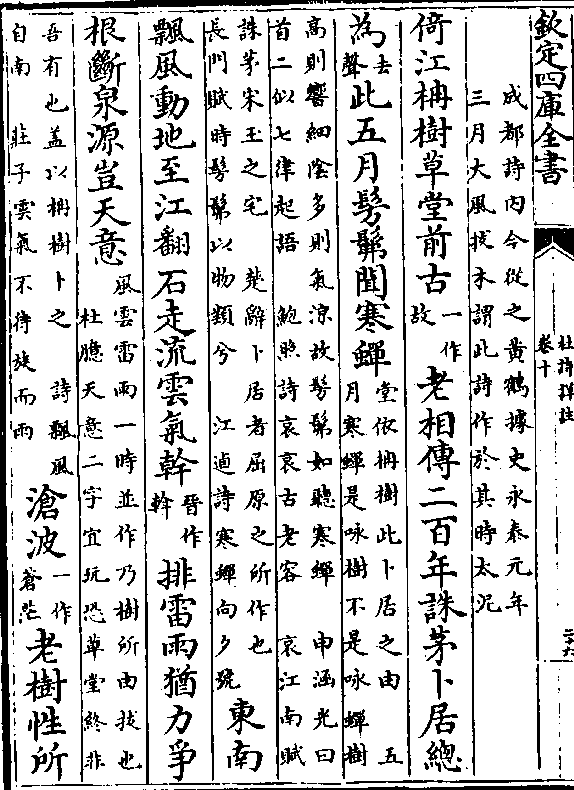 欽定四庫全書
杜詩詳註
卷十
二十六
成都詩内今從之黄鶴據史永泰元年
三月大風拔木謂此詩作於其時太泥
倚江柟樹草堂前古
一作
故
老相傳二百年誅茅卜居總
為
去
聲
此五月髣髴聞寒蟬
堂依柟樹此卜居之由 五
月寒蟬是咏樹不是咏蟬樹
高則響細陰多則氣涼故髣髴如聽寒蟬 申涵光曰
首二似七律起語 鮑照詩哀哀古老容 哀江南賦
誅茅宋玉之宅 楚辭卜居者屈原之所作也
長門賦時髣髴以物類兮 江逌詩寒蟬向夕號
東南
飄風動地至江翻石走流雲氣幹
晉作
斡
排雷雨猶力爭
根斷泉源豈天意
風雲雷雨一時並作乃樹所由拔也
杜臆天意二字宜玩恐草堂終非
吾有也盖以柟樹卜之 詩飄風
自南 莊子雲氣不待族而雨
滄波
一作
蒼茫
老樹性所